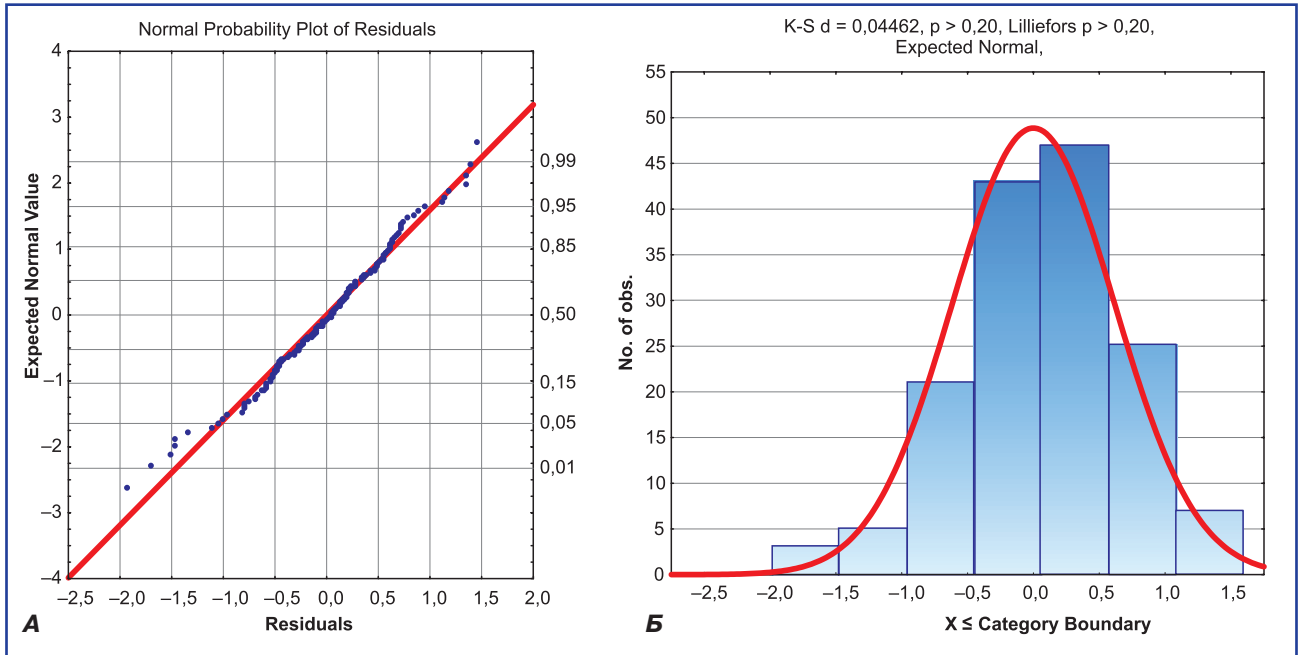 Normal Probability Plot of Residuals
4
3
2
1
0
–1
–2
–3
–4
Expected Normal Value
0,99
0,95
0,85
0,50
0,15
0,05
0,01
–2,5 –2,0 –1,5 –1,0 –0,5 0,0 0,5 1,0 1,5 2,0
Residuals
А
K-S d = 0,04462, p > 0,20, Lilliefors p > 0,20,
Expected Normal,
55
50
45
40
35
30
25
20
15
10
5
0
No. of obs.
–2,5 –2,0 –1,5 –1,0 –0,5 0,0 0,5 1,0 1,5
X ≤ Category Boundary
Б